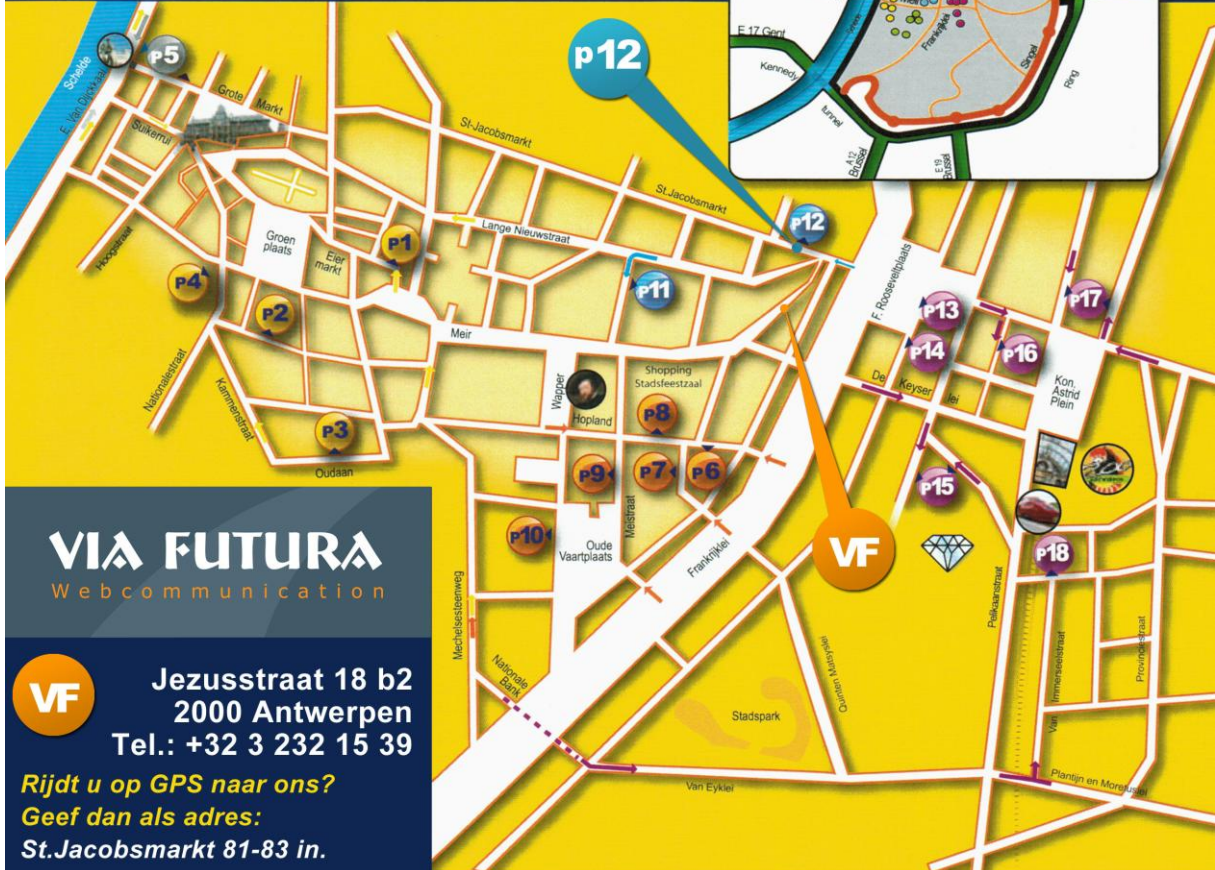 E 17 Gent
Kennedy
tunnel
A12
Brussel
E19
Brussel
Frankrijklei
Singel
Ring
p12
P5
Schelde
E. Van Dijckkaai
Grote Markt
Suikerrui
St-Jacobsmarkt
St.Jacobsmarkt
P12
Lange Nieuwstraat
Hoogstraat
Groen
plaats
Eier
markt
P1
P11
P4
P2
F. Rooseveltplaats
P13
P17
P14
P16
Meir
Nationalestraat
Kammenstraat
Shopping
Stadsfeestzaal
Wapper
Hopland
P8
De Keyser lei
Kon.
Astrid
Plein
P3
Oudaan
P9
P7
P6
P15
Meistraat
P10
Oude
Vaartplaats
Frankrijklei
VF
P18
Mechelsesteenweg
Nationale
Bank
Quinten Matsyslei
Pelikaanstraat
Van Immerseelstraat
Provinciestraat
Stadspark
Van Eycklei
Plantijn en Moretuslei
VIA FUTURA
Webcommunication
VF
Jezusstraat 18 b2
2000 Antwerpen
Tel.: +32 3 232 15 39
Rijdt u op GPS naar ons?
Geef dan als adres:
St.Jacobsmarkt 81-83 in.